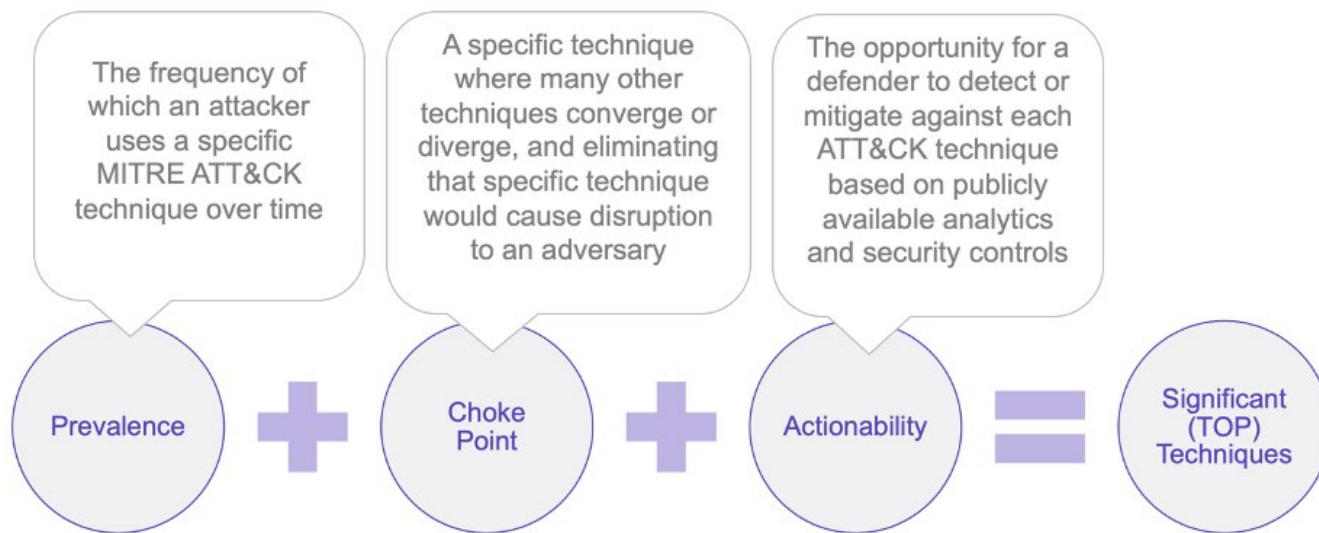 The frequency of
which an attacker
uses a specific
MITRE ATT&CK
technique over time
A specific technique
where many other
techniques converge or
diverge, and eliminating
that specific technique
would cause disruption
to an adversary
The opportunity for a
defender to detect or
mitigate against each
ATT&CK technique
based on publicly
available analytics
and security controls
Prevalence
Choke
Point
Actionability
Significant
(TOP)
Techniques